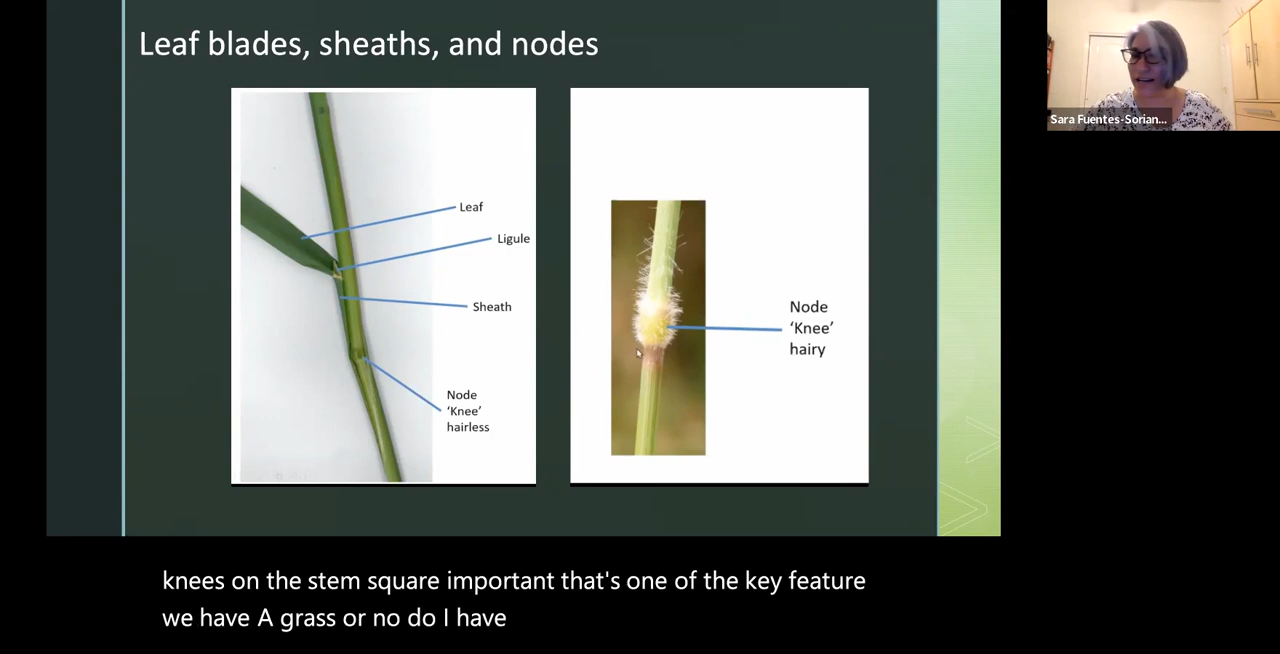 Leaf blades, sheaths, and nodes
Leaf
Ligule
Sheath
Node
‘Knee’
hairless
Node
‘Knee’
hairy
Sara Fuentes-Sorian...
knees on the stem square important that's one of the key feature
we have A grass or no do I have